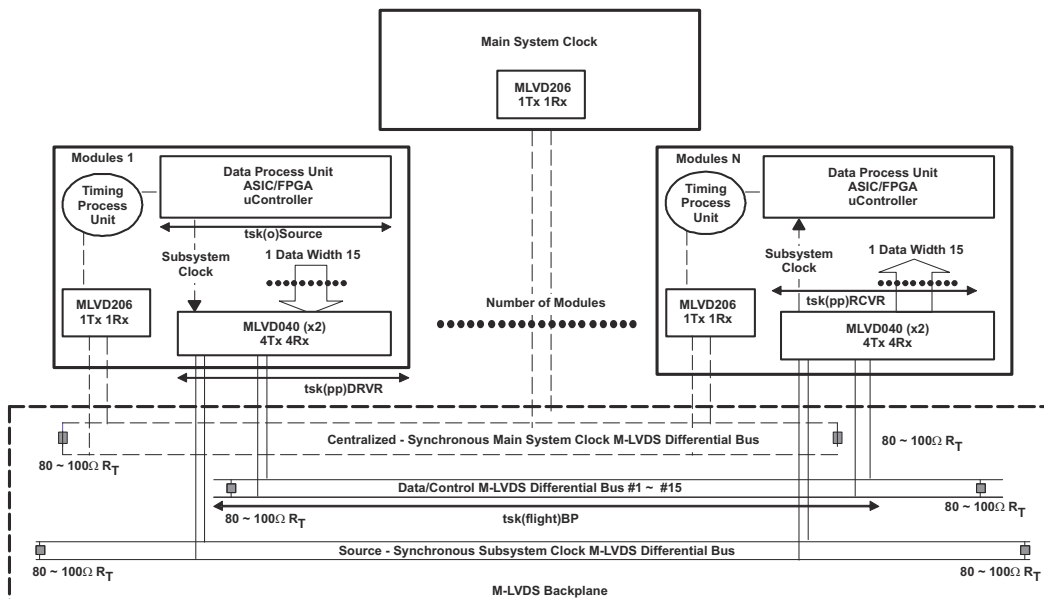 Main System Clock
MLVD206
1Tx 1Rx
Modules 1
Data Process Unit
ASIC/FPGA
uController
Timing
Process
Unit
tsk(o)Source
Subsystem
Clock
1 Data Width 15
MLVD206
1Tx 1Rx
MLVD040 (x2)
4Tx 4Rx
tsk(pp)DRVR
Number of Modules
Modules N
Data Process Unit
ASIC/FPGA
uController
Timing
Process
Unit
Subsystem
Clock
1 Data Width 15
tsk(pp)RCVR
MLVD206
1Tx 1Rx
MLVD040 (x2)
4Tx 4Rx
Centralized - Synchronous Main System Clock M-LVDS Differential Bus
80 ~ 100Ω RT
80 ~ 100Ω RT
Data/Control M-LVDS Differential Bus #1 ~ #15
80 ~ 100Ω RT
tsk(flight)BP
80 ~ 100Ω RT
Source - Synchronous Subsystem Clock M-LVDS Differential Bus
80 ~ 100Ω RT
80 ~ 100Ω RT
M-LVDS Backplane